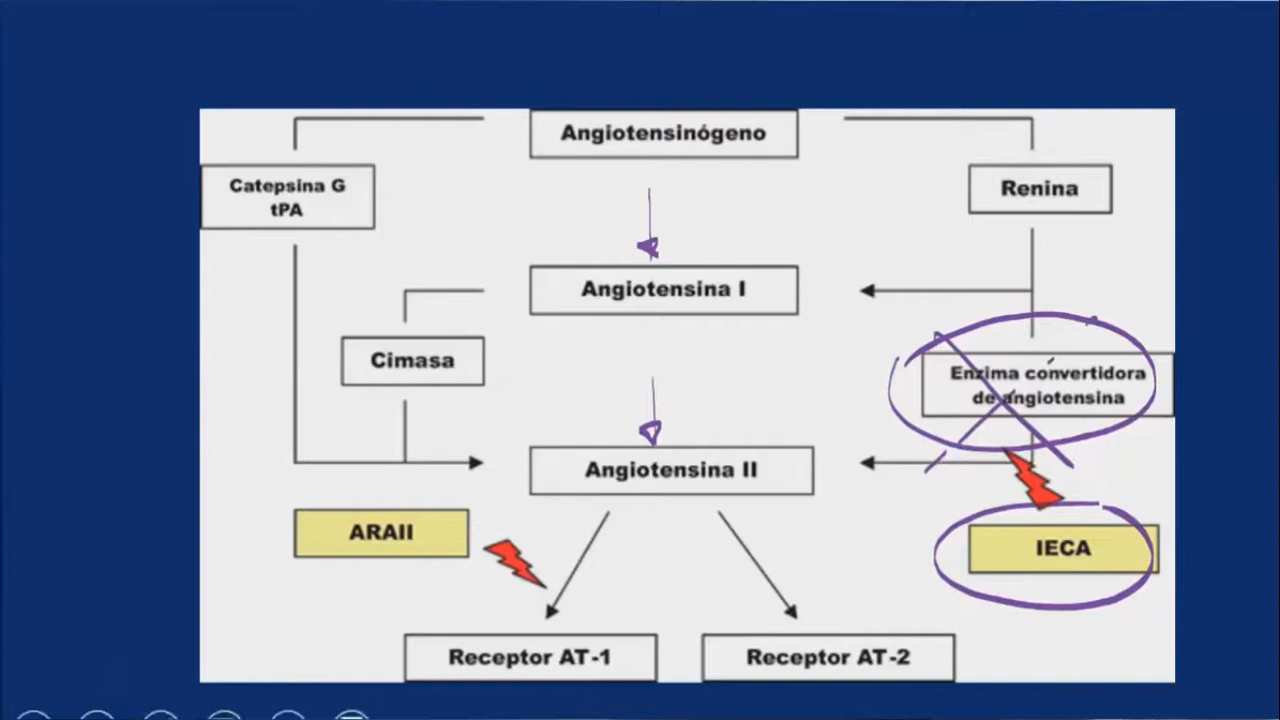 Angiotensinógeno
Catepsina G
tPA
Renina
Angiotensina I
Cimasa
Enzima convertidora
de angiotensina
Angiotensina II
ARAII
IECA
Receptor AT-1
Receptor AT-2